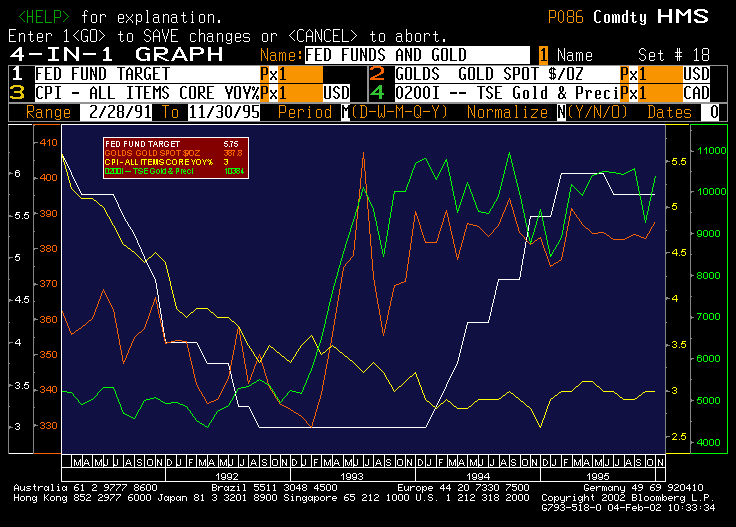 <HELP> for explanation. P086 Comdty HMS
Enter 1<GO> to SAVE changes or <CANCEL> to abort.
4-IN-1 GRAPH Name: FED FUNDS AND GOLD 1 Name Set # 18
1 FED FUND TARGET Px1 2 GOLDS GOLD SPOT $/OZ Px1 USD
3 CPI - ALL ITEMS CORE YOY% Px1 USD 4 0200I -- TSE Gold & Preci Px1 CAD
Range 2/28/91 To 11/30/95 Period M(D-W-M-Q-Y) Normalize N(Y/N/O) Dates 0
FED FUND TARGET 5.75
GOLDS GOLD SPOT $/OZ 387.8
CPI - ALL ITEMS CORE YOY% 3
0200I -- TSE Gold & Preci 10384
6
5.5
5
4.5
4
3.5
3
410
400
390
380
370
360
350
340
330
5.5
5
4.5
4
3.5
3
2.5
11000
10000
9000
8000
7000
6000
5000
4000
M A M J J A S O N D J F M A M J J A S O N D J F M A M J J A S O N D J F M A M J J A S O N D J F M A M J J A S O N
1992 1993 1994 1995
Australia 61 2 9777 8600 Brazil 5511 3048 4500 Europe 44 20 7330 7500 Germany 49 69 920410
Hong Kong 852 2977 6000 Japan 81 3 3201 8900 Singapore 65 212 1000 U.S. 1 212 318 2000 Copyright 2002 Bloomberg L.P.
G793-518-0 04-Feb-02 10:33:34